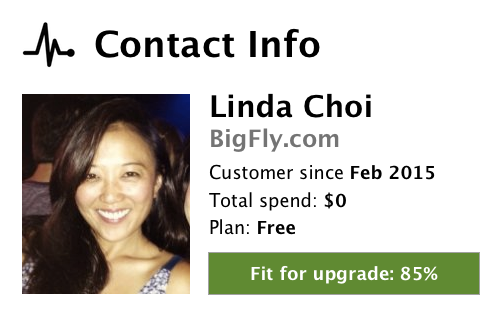 Contact Info
Linda Choi
BigFly.com
Customer since Feb 2015
Total spend: $0
Plan: Free
Fit for upgrade: 85%